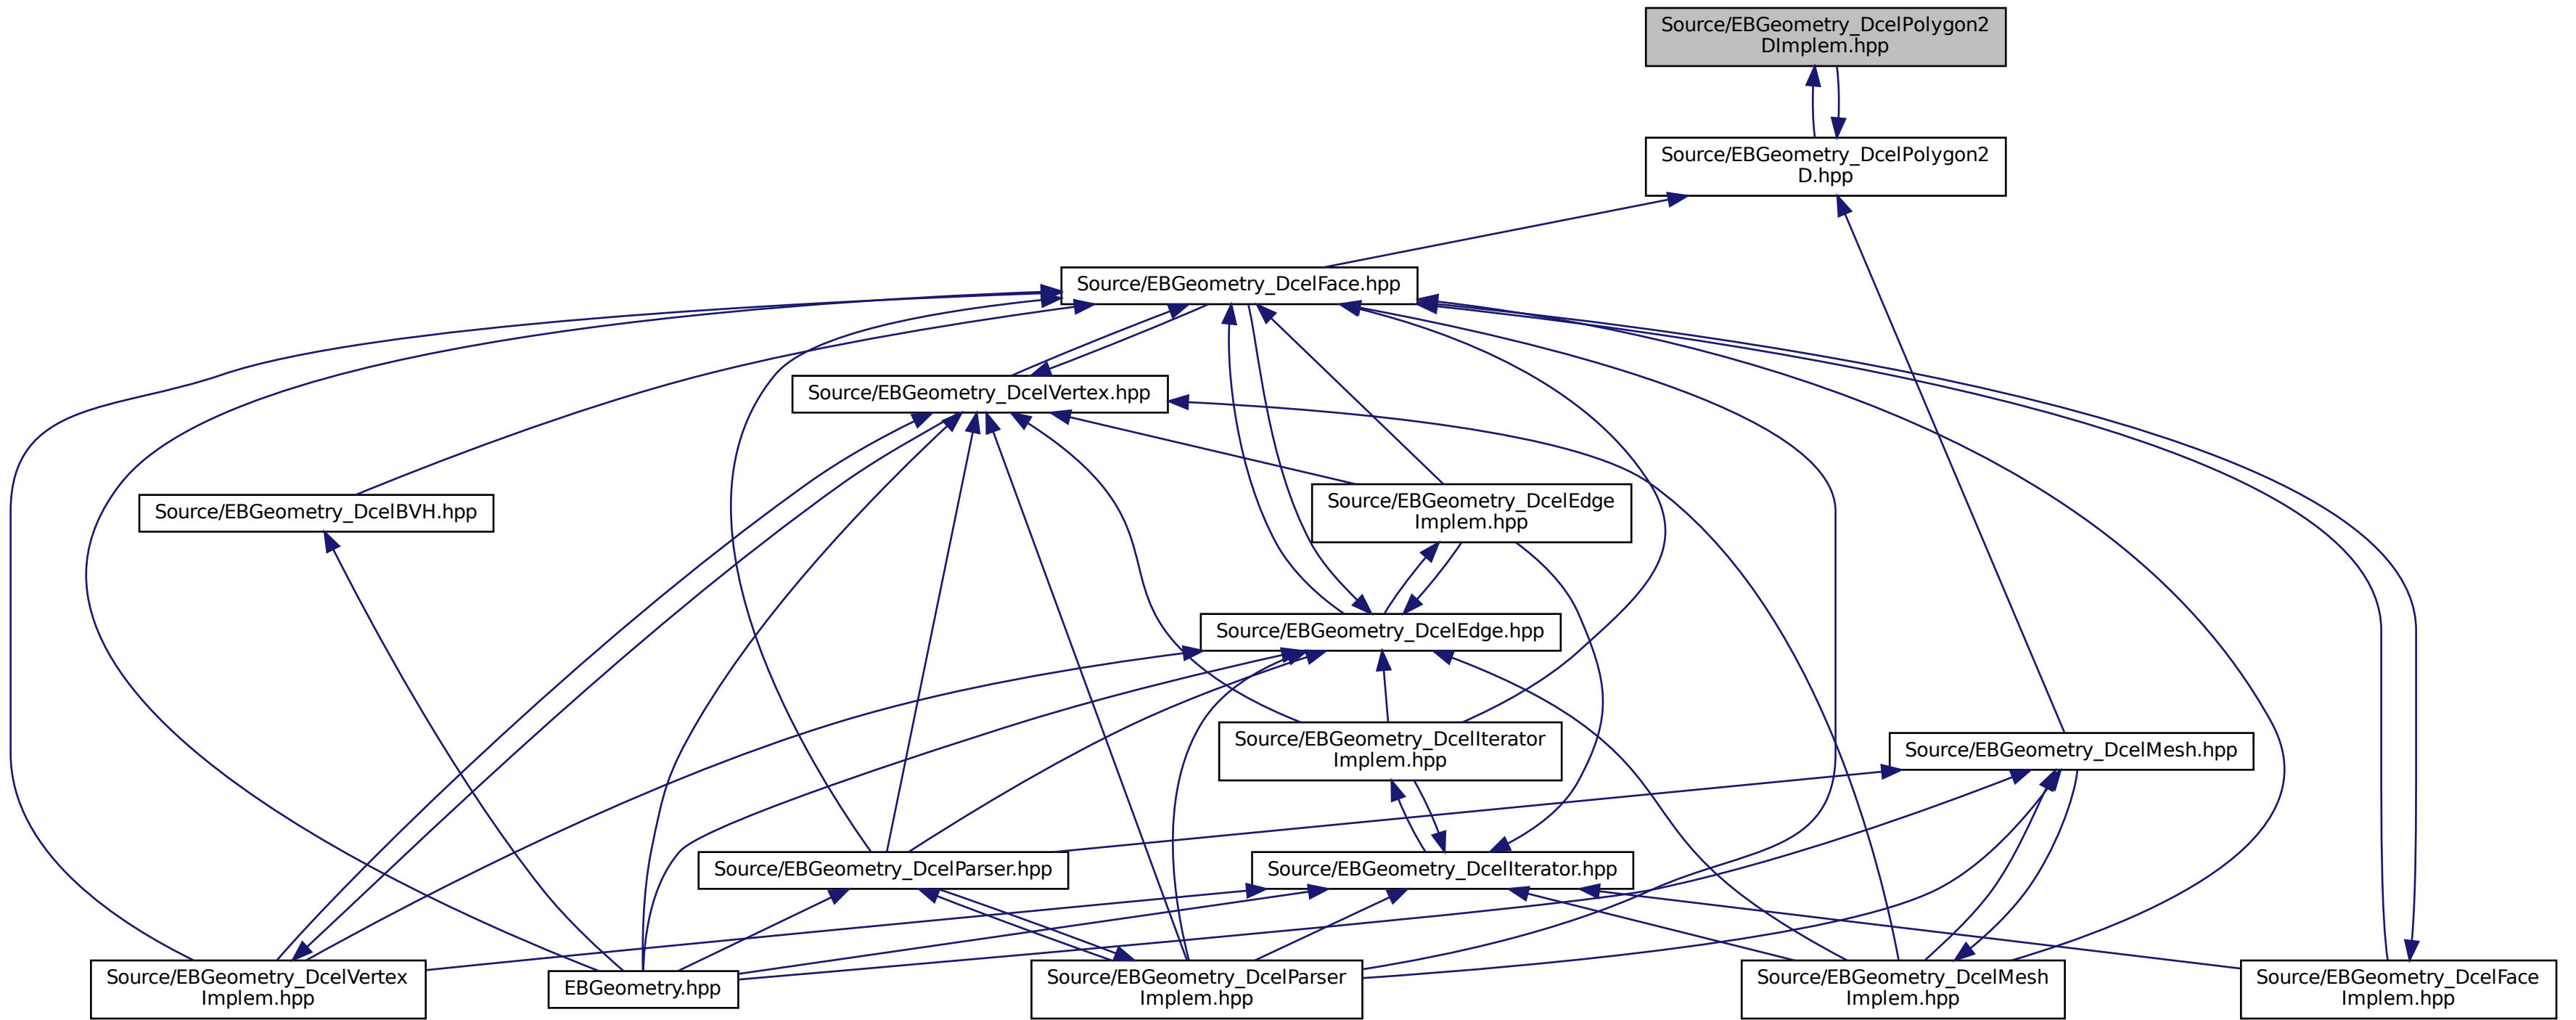 Source/EBGeometry_DcelPolygon2
DImplem.hpp
Source/EBGeometry_DcelPolygon2
D.hpp
Source/EBGeometry_DcelFace.hpp
Source/EBGeometry_DcelVertex.hpp
Source/EBGeometry_DcelBVH.hpp
Source/EBGeometry_DcelEdge
Implem.hpp
Source/EBGeometry_DcelEdge.hpp
Source/EBGeometry_DcelIterator
Implem.hpp
Source/EBGeometry_DcelMesh.hpp
Source/EBGeometry_DcelParser.hpp
Source/EBGeometry_DcelIterator.hpp
Source/EBGeometry_DcelVertex
Implem.hpp
EBGeometry.hpp
Source/EBGeometry_DcelParser
Implem.hpp
Source/EBGeometry_DcelMesh
Implem.hpp
Source/EBGeometry_DcelFace
Implem.hpp